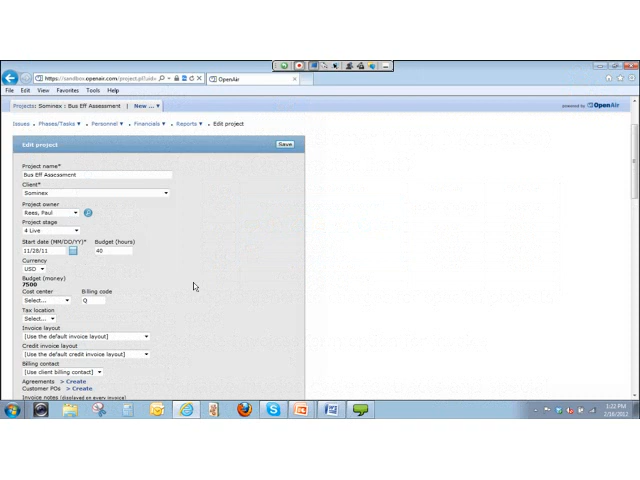 https://sandbox.openair.com/project.pl?uid=
OpenAir
File Edit View Favorites Tools Help
Projects: Sominex : Bus Eff Assessment | New ...
powered by OpenAir
Issues Phases/Tasks Personnel Financials Reports Edit project
Edit project
Save
Project name*
Bus Eff Assessment
Client*
Sominex
Project owner
Rees, Paul
Project stage
4 Live
Start date (MM/DD/YY)* Budget (hours)
11/28/11 40
Currency
USD
Budget (money)
7500
Cost center Billing code
Select... Q
Tax location
Select...
Invoice layout
[Use the default invoice layout]
Credit invoice layout
[Use the default credit invoice layout]
Billing contact
[Use client billing contact]
Agreements > Create
Customer POs > Create
Invoice notes (displayed on every invoice)
1:22 PM
2/16/2012